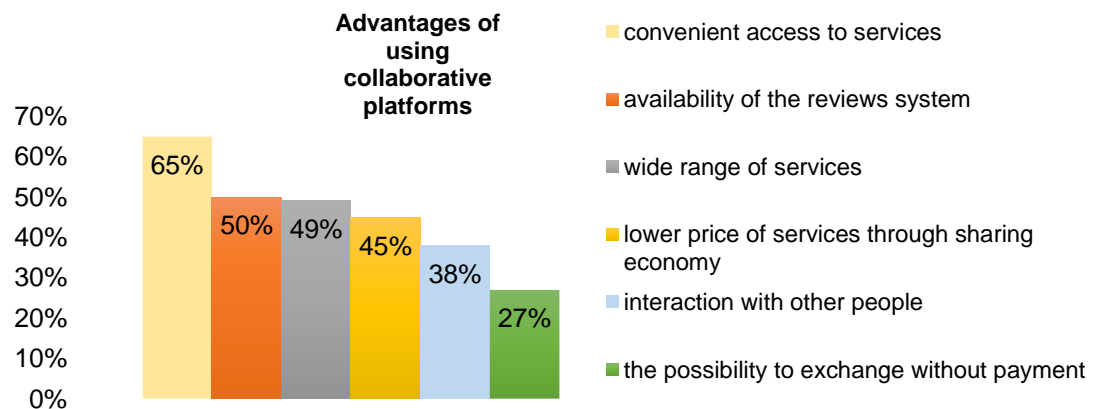 Advantages of
using
collaborative
platforms
70%
60%
50%
40%
30%
20%
10%
0%
65%
50%
49%
45%
38%
27%
convenient access to services
availability of the reviews system
wide range of services
lower price of services through sharing
economy
interaction with other people
the possibility to exchange without payment